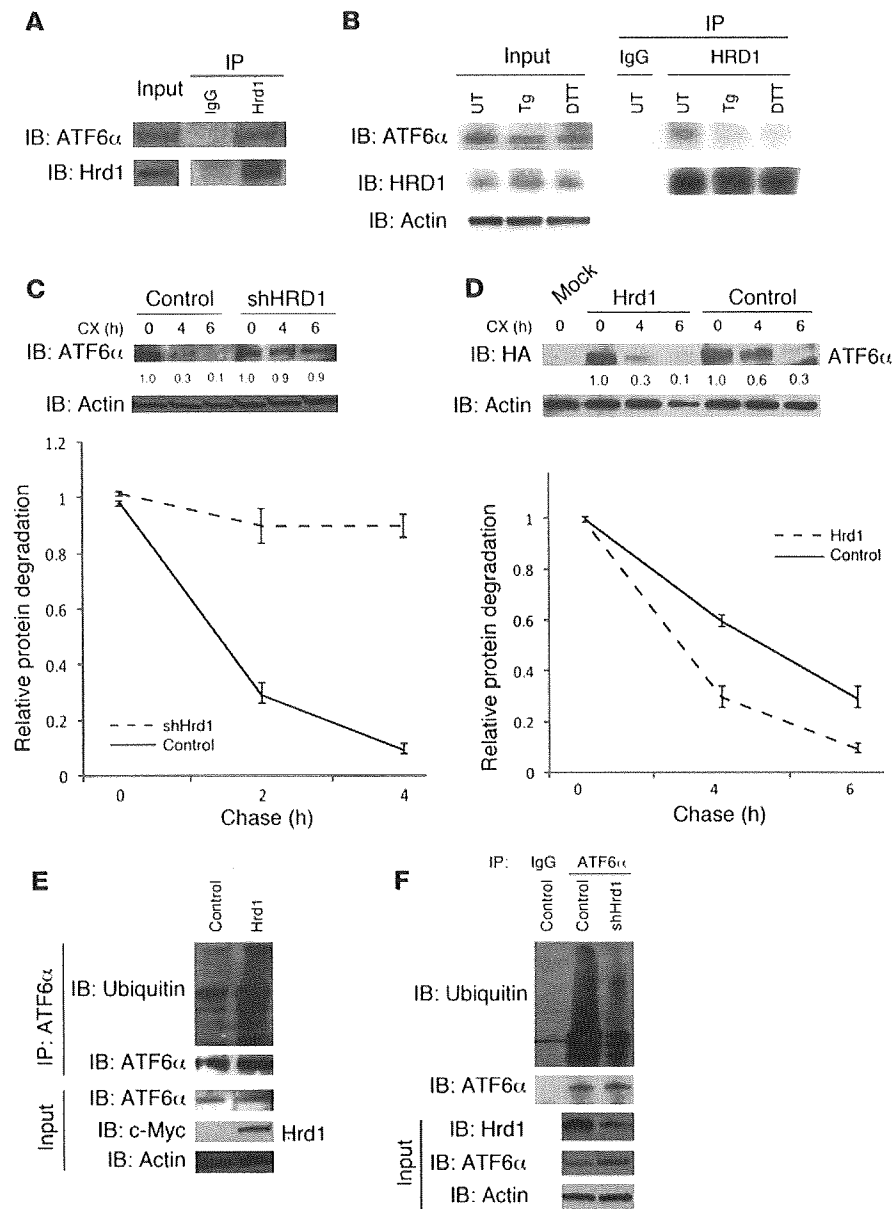 A
IP
Input
IgG
Hrd1
IB: ATF6α
IB: Hrd1
B
IP
Input
IgG
HRD1
UT
Tg
DTT
UT
UT
Tg
DTT
IB: ATF6α
IB: HRD1
IB: Actin
C
Control
shHRD1
CX (h)
0 4 6 0 4 6
IB: ATF6α
1.0 0.3 0.1 1.0 0.9 0.9
IB: Actin
1.2
1
0.8
0.6
0.4
0.2
0
Relative protein degradation
shHrd1
Control
0 2 4
Chase (h)
D
Mock
Hrd1
Control
CX (h)
0 0 4 6 0 4 6
IB: HA
ATF6α
1.0 0.3 0.1 1.0 0.6 0.3
IB: Actin
1
0.8
0.6
0.4
0.2
0
Relative protein degradation
Hrd1
Control
0 4 6
Chase (h)
E
Control
Hrd1
IP: ATF6α
IB: Ubiquitin
IB: ATF6α
Input
IB: ATF6α
IB: c-Myc
Hrd1
IB: Actin
F
IP: IgG ATF6α
Control
Control
shHrd1
IB: Ubiquitin
IB: ATF6α
Input
IB: Hrd1
IB: ATF6α
IB: Actin